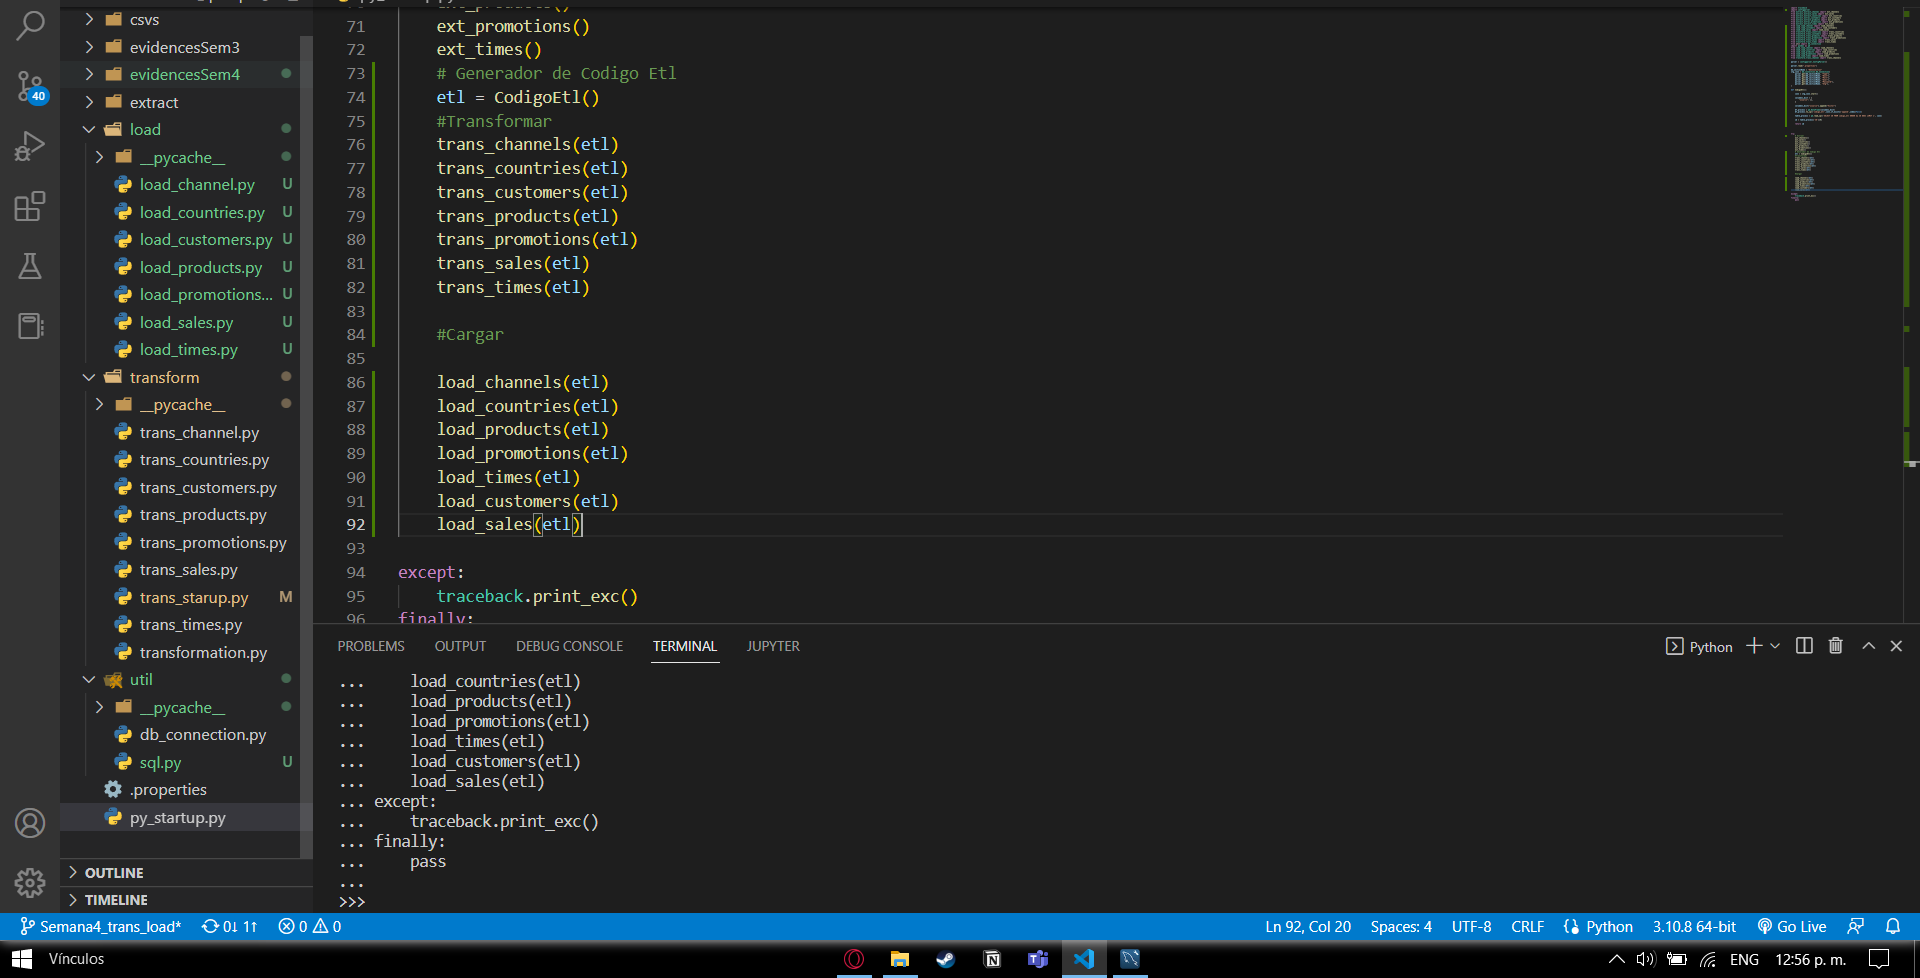 csvs
evidencesSem3
evidencesSem4
extract
load
__pycache__
load_channel.py U
load_countries.py U
load_customers.py U
load_products.py U
load_promotions... U
load_sales.py U
load_times.py U
transform
__pycache__
trans_channel.py
trans_countries.py
trans_customers.py
trans_products.py
trans_promotions.py
trans_sales.py
trans_starup.py M
trans_times.py
transformation.py
util
__pycache__
db_connection.py
sql.py U
.properties
py_startup.py
OUTLINE
TIMELINE
40
71 ext_promotions()
72 ext_times()
73 # Generador de Codigo Etl
74 etl = CodigoEtl()
75 #Transformar
76 trans_channels(etl)
77 trans_countries(etl)
78 trans_customers(etl)
79 trans_products(etl)
80 trans_promotions(etl)
81 trans_sales(etl)
82 trans_times(etl)
83
84 #Cargar
85
86 load_channels(etl)
87 load_countries(etl)
88 load_products(etl)
89 load_promotions(etl)
90 load_times(etl)
91 load_customers(etl)
92 load_sales(etl)
93
94 except:
95 traceback.print_exc()
96 finally:
PROBLEMS OUTPUT DEBUG CONSOLE TERMINAL JUPYTER
Python
... load_countries(etl)
... load_products(etl)
... load_promotions(etl)
... load_times(etl)
... load_customers(etl)
... load_sales(etl)
... except:
... traceback.print_exc()
... finally:
... pass
...
>>>
Semana4_trans_load* 0↓ 1↑ 0 0 Ln 92, Col 20 Spaces: 4 UTF-8 CRLF Python 3.10.8 64-bit Go Live
Vínculos ENG 12:56 p. m.